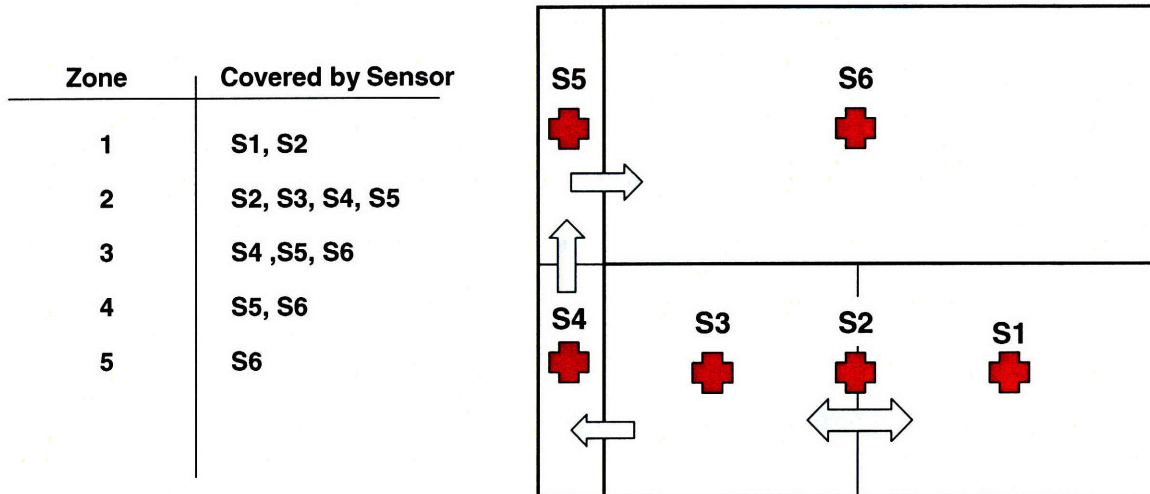 Zone Covered by Sensor
1 S1, S2
2 S2, S3, S4, S5
3 S4 ,S5, S6
4 S5, S6
5 S6
S5 S6
S4 S3 S2 S1